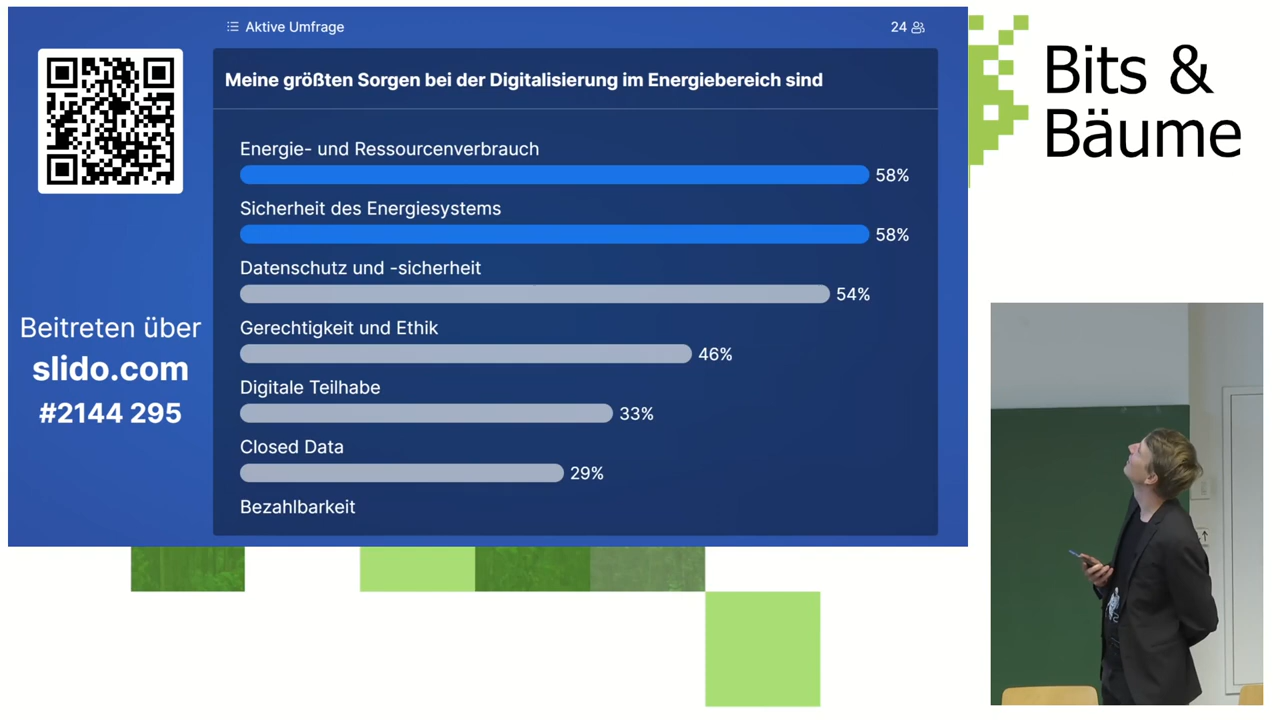 Aktive Umfrage
24
Meine größten Sorgen bei der Digitalisierung im Energiebereich sind
Energie- und Ressourcenverbrauch
58%
Sicherheit des Energiesystems
58%
Datenschutz und -sicherheit
54%
Gerechtigkeit und Ethik
46%
Digitale Teilhabe
33%
Closed Data
29%
Bezahlbarkeit
Beitreten über
slido.com
#2144 295
Bits &
Bäume